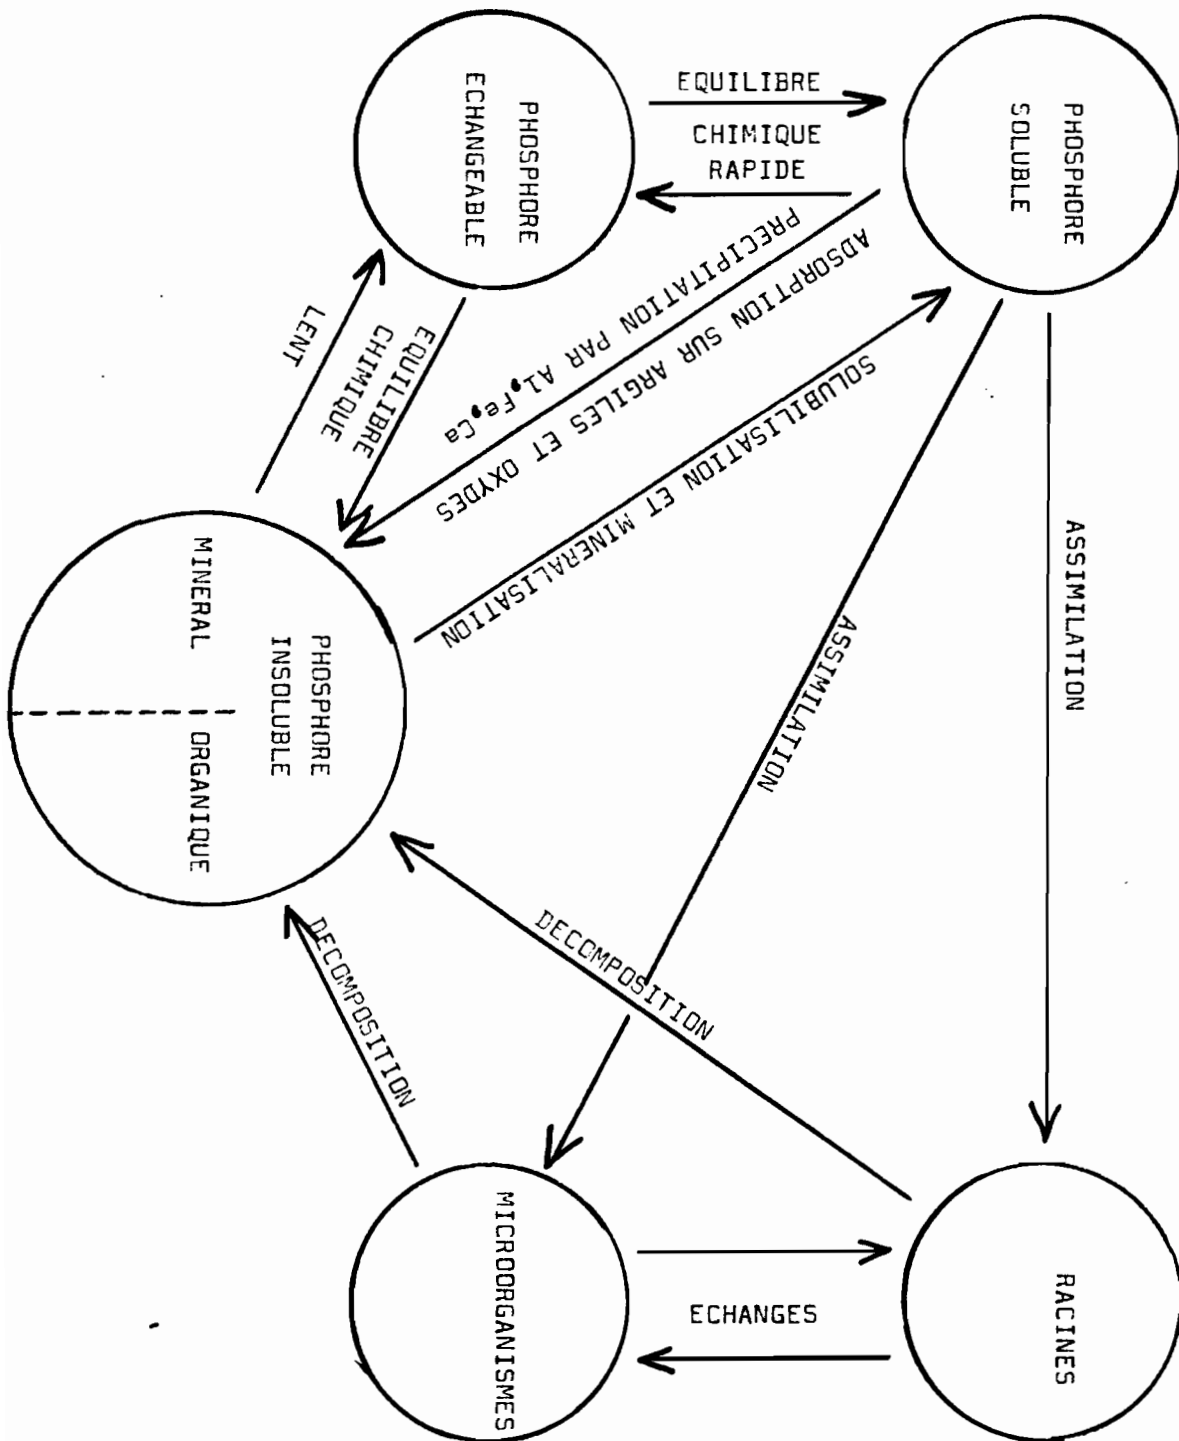 PHOSPHORE
SOLUBLE
PHOSPHORE
ECHANGEABLE
EQUILIBRE
CHIMIQUE
RAPIDE
PRECIPITATION PAR Al,Fe,Ca
ADSORPTION SUR ARGILES ET OXYDES
SOLUBILISATION ET MINERALISATION
LENT
EQUILIBRE
CHIMIQUE
PHOSPHORE
INSOLUBLE
MINERAL
ORGANIQUE
ASSIMILATION
ASSIMILATION
DECOMPOSITION
DECOMPOSITION
MICROORGANISMES
ECHANGES
RACINES